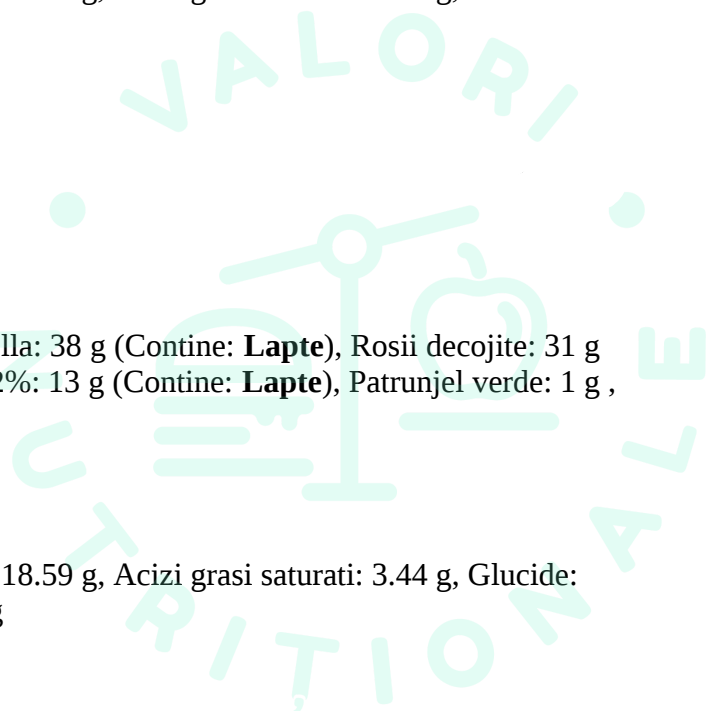 VALORI
lla: 38 g (Contine: Lapte), Rosii decojite: 31 g
2%: 13 g (Contine: Lapte), Patrunjel verde: 1 g ,
18.59 g, Acizi grasi saturati: 3.44 g, Glucide:
g
NUTRIȚIONALE